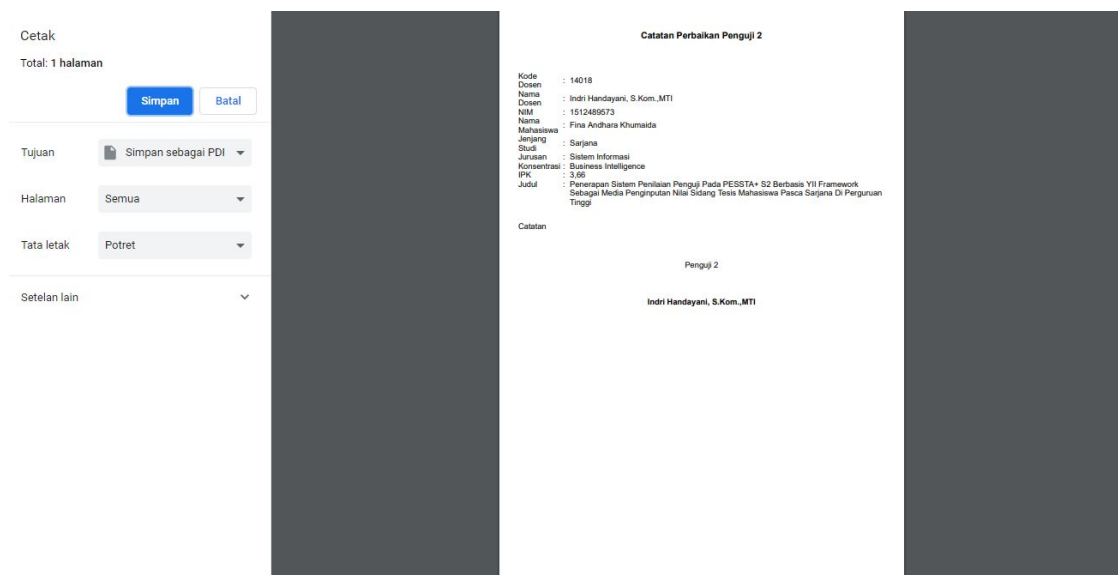 Cetak
Total: 1 halaman
Simpan
Batal
Tujuan
Simpan sebagai PDI
Halaman
Semua
Tata letak
Potret
Setelan lain
Catatan Perbaikan Penguji 2
Kode Dosen : 14018
Nama Dosen : Indri Handayani, S.Kom.,MTI
NIM : 1512489573
Nama Mahasiswa : Fina Andhara Khumaida
Jenjang Studi : Sarjana
Jurusan : Sistem Informasi
Konsentrasi : Business Intelligence
IPK : 3,66
Judul : Penerapan Sistem Penilaian Penguji Pada PESSTA+ S2 Berbasis YII Framework
Sebagai Media Penginputan Nilai Sidang Tesis Mahasiswa Pasca Sarjana Di Perguruan
Tinggi
Catatan
Penguji 2
Indri Handayani, S.Kom.,MTI